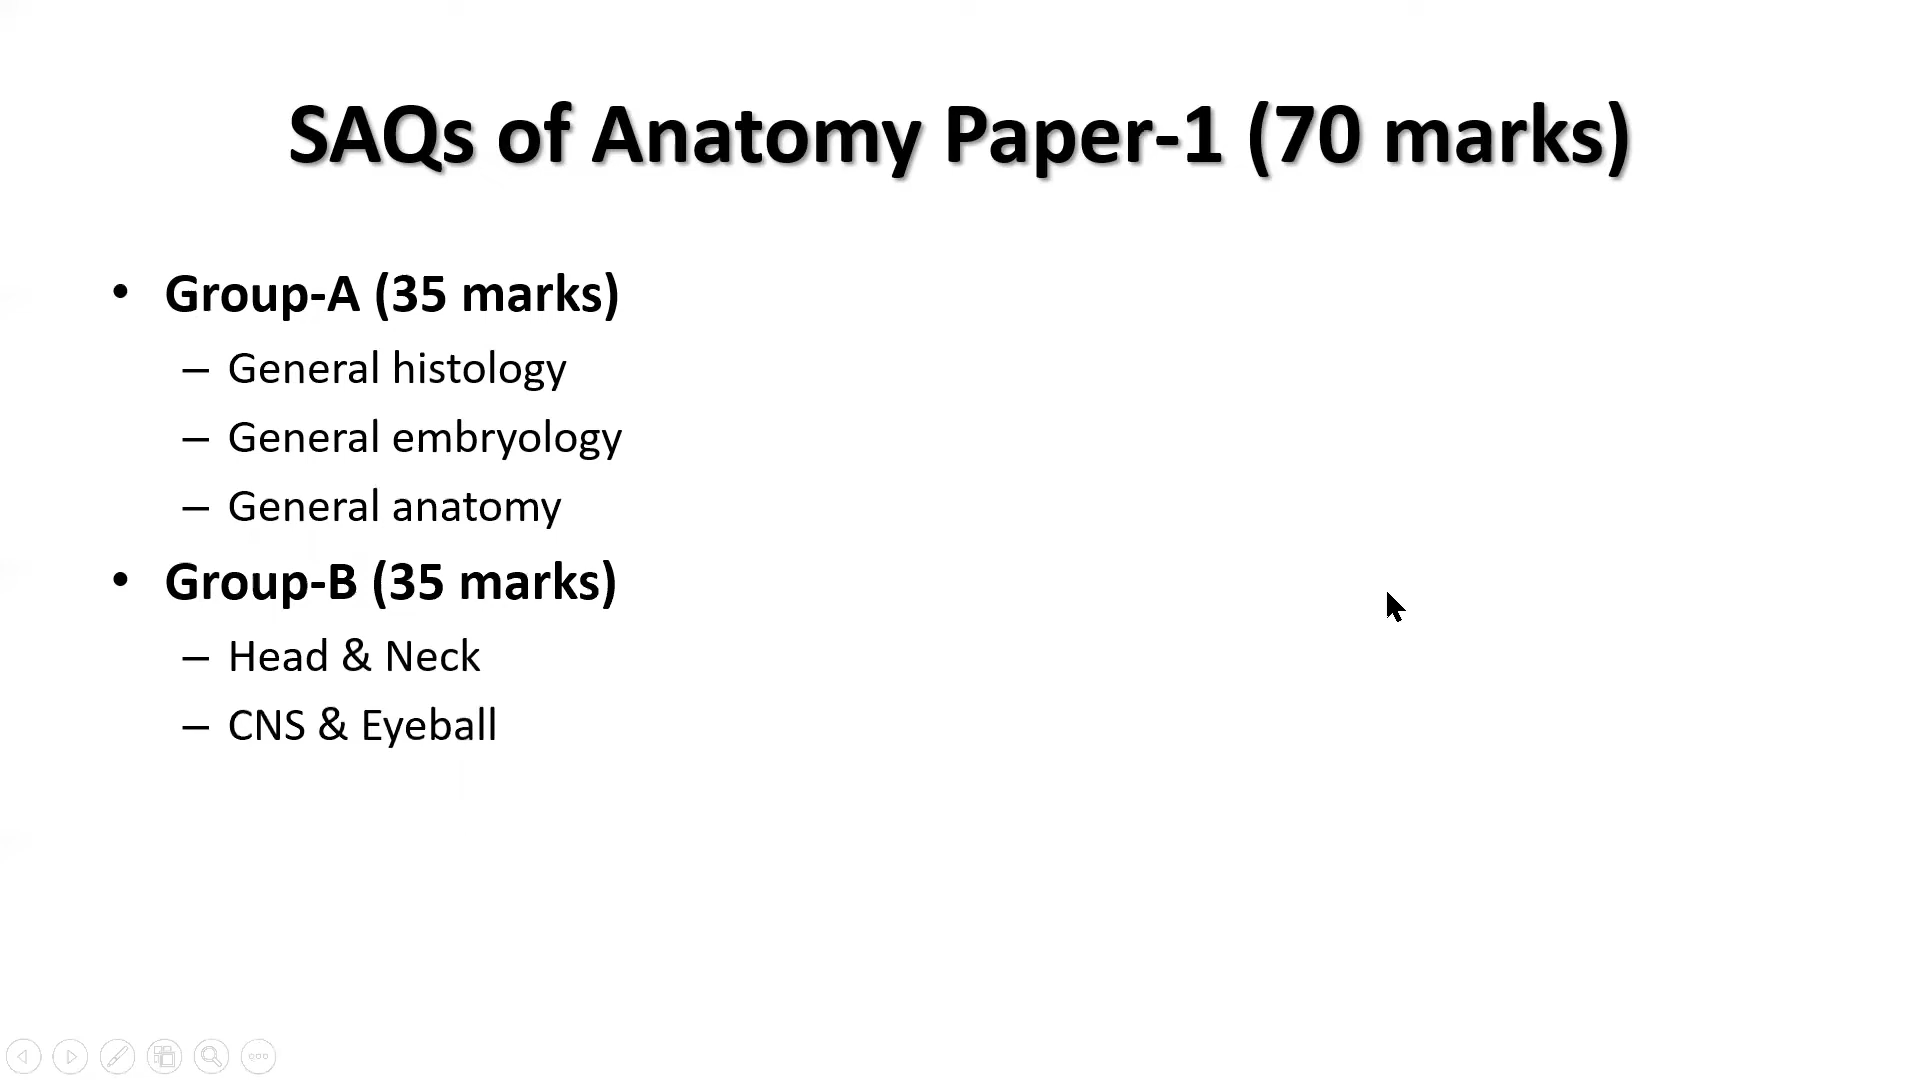 SAQs of Anatomy Paper-1 (70 marks)
• Group-A (35 marks)
– General histology
– General embryology
– General anatomy
• Group-B (35 marks)
– Head & Neck
– CNS & Eyeball